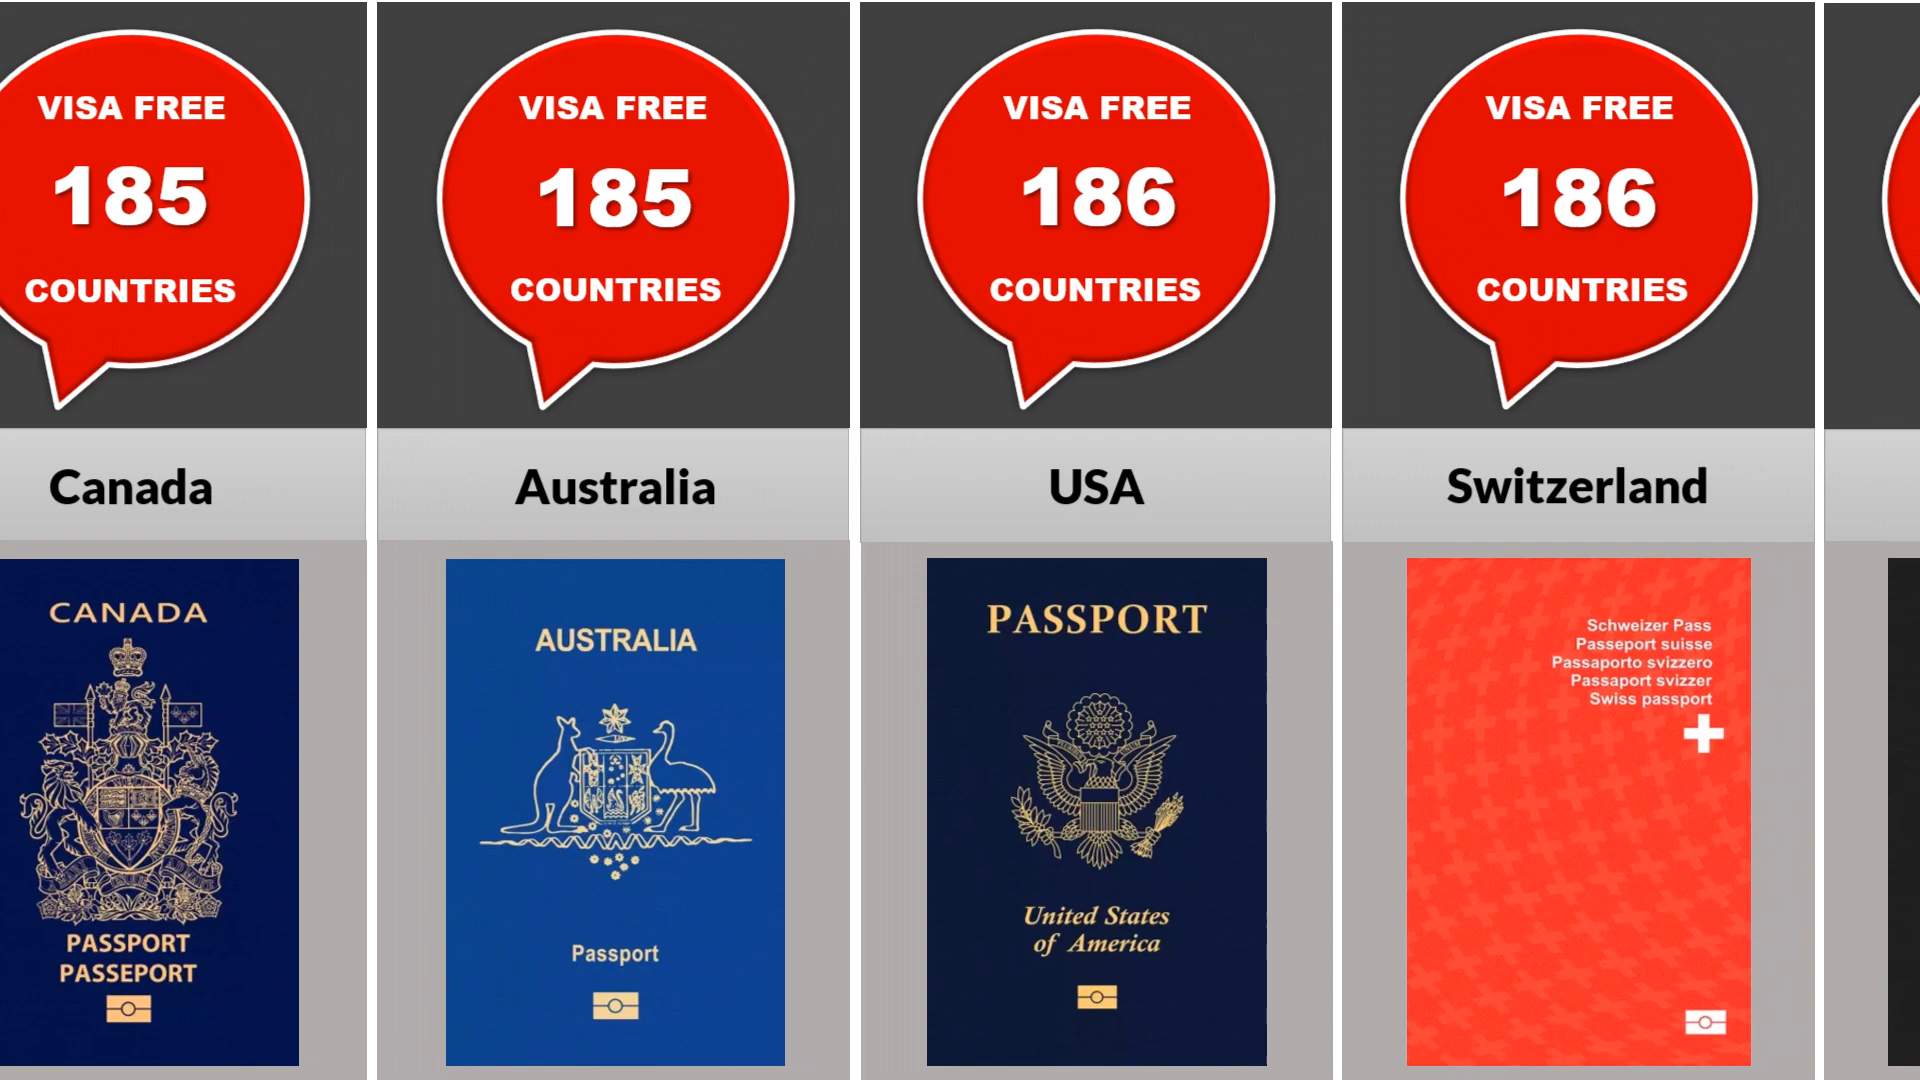 VISA FREE
185
COUNTRIES
Canada
CANADA
PASSPORT
PASSEPORT
VISA FREE
185
COUNTRIES
Australia
AUSTRALIA
Passport
VISA FREE
186
COUNTRIES
USA
PASSPORT
United States
of America
VISA FREE
186
COUNTRIES
Switzerland
Schweizer Pass
Passeport suisse
Passaporto svizzero
Passaport svizzer
Swiss passport